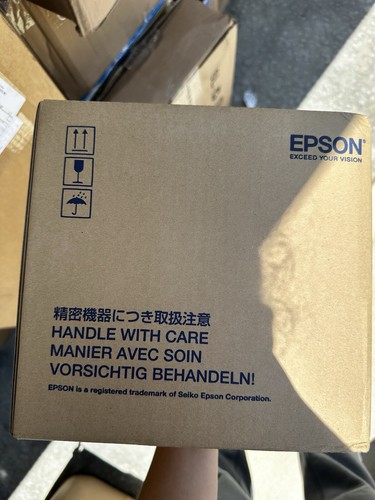 EPSON®
EXCEED YOUR VISION
精密機器につき取扱注意
HANDLE WITH CARE
MANIER AVEC SOIN
VORSICHTIG BEHANDELN!
EPSON is a registered trademark of Seiko Epson Corporation.